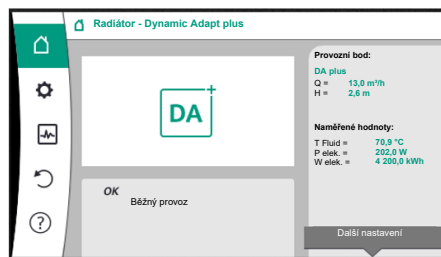 Radiátor - Dynamic Adapt plus
DA+
OK
Běžný provoz
Provozní bod:
DA plus
Q = 13,0 m³/h
H = 2,6 m
Naměřené hodnoty:
T Fluid = 70,9 °C
P elek. = 202,0 W
W elek. = 4 200,0 kWh
Další nastavení
?